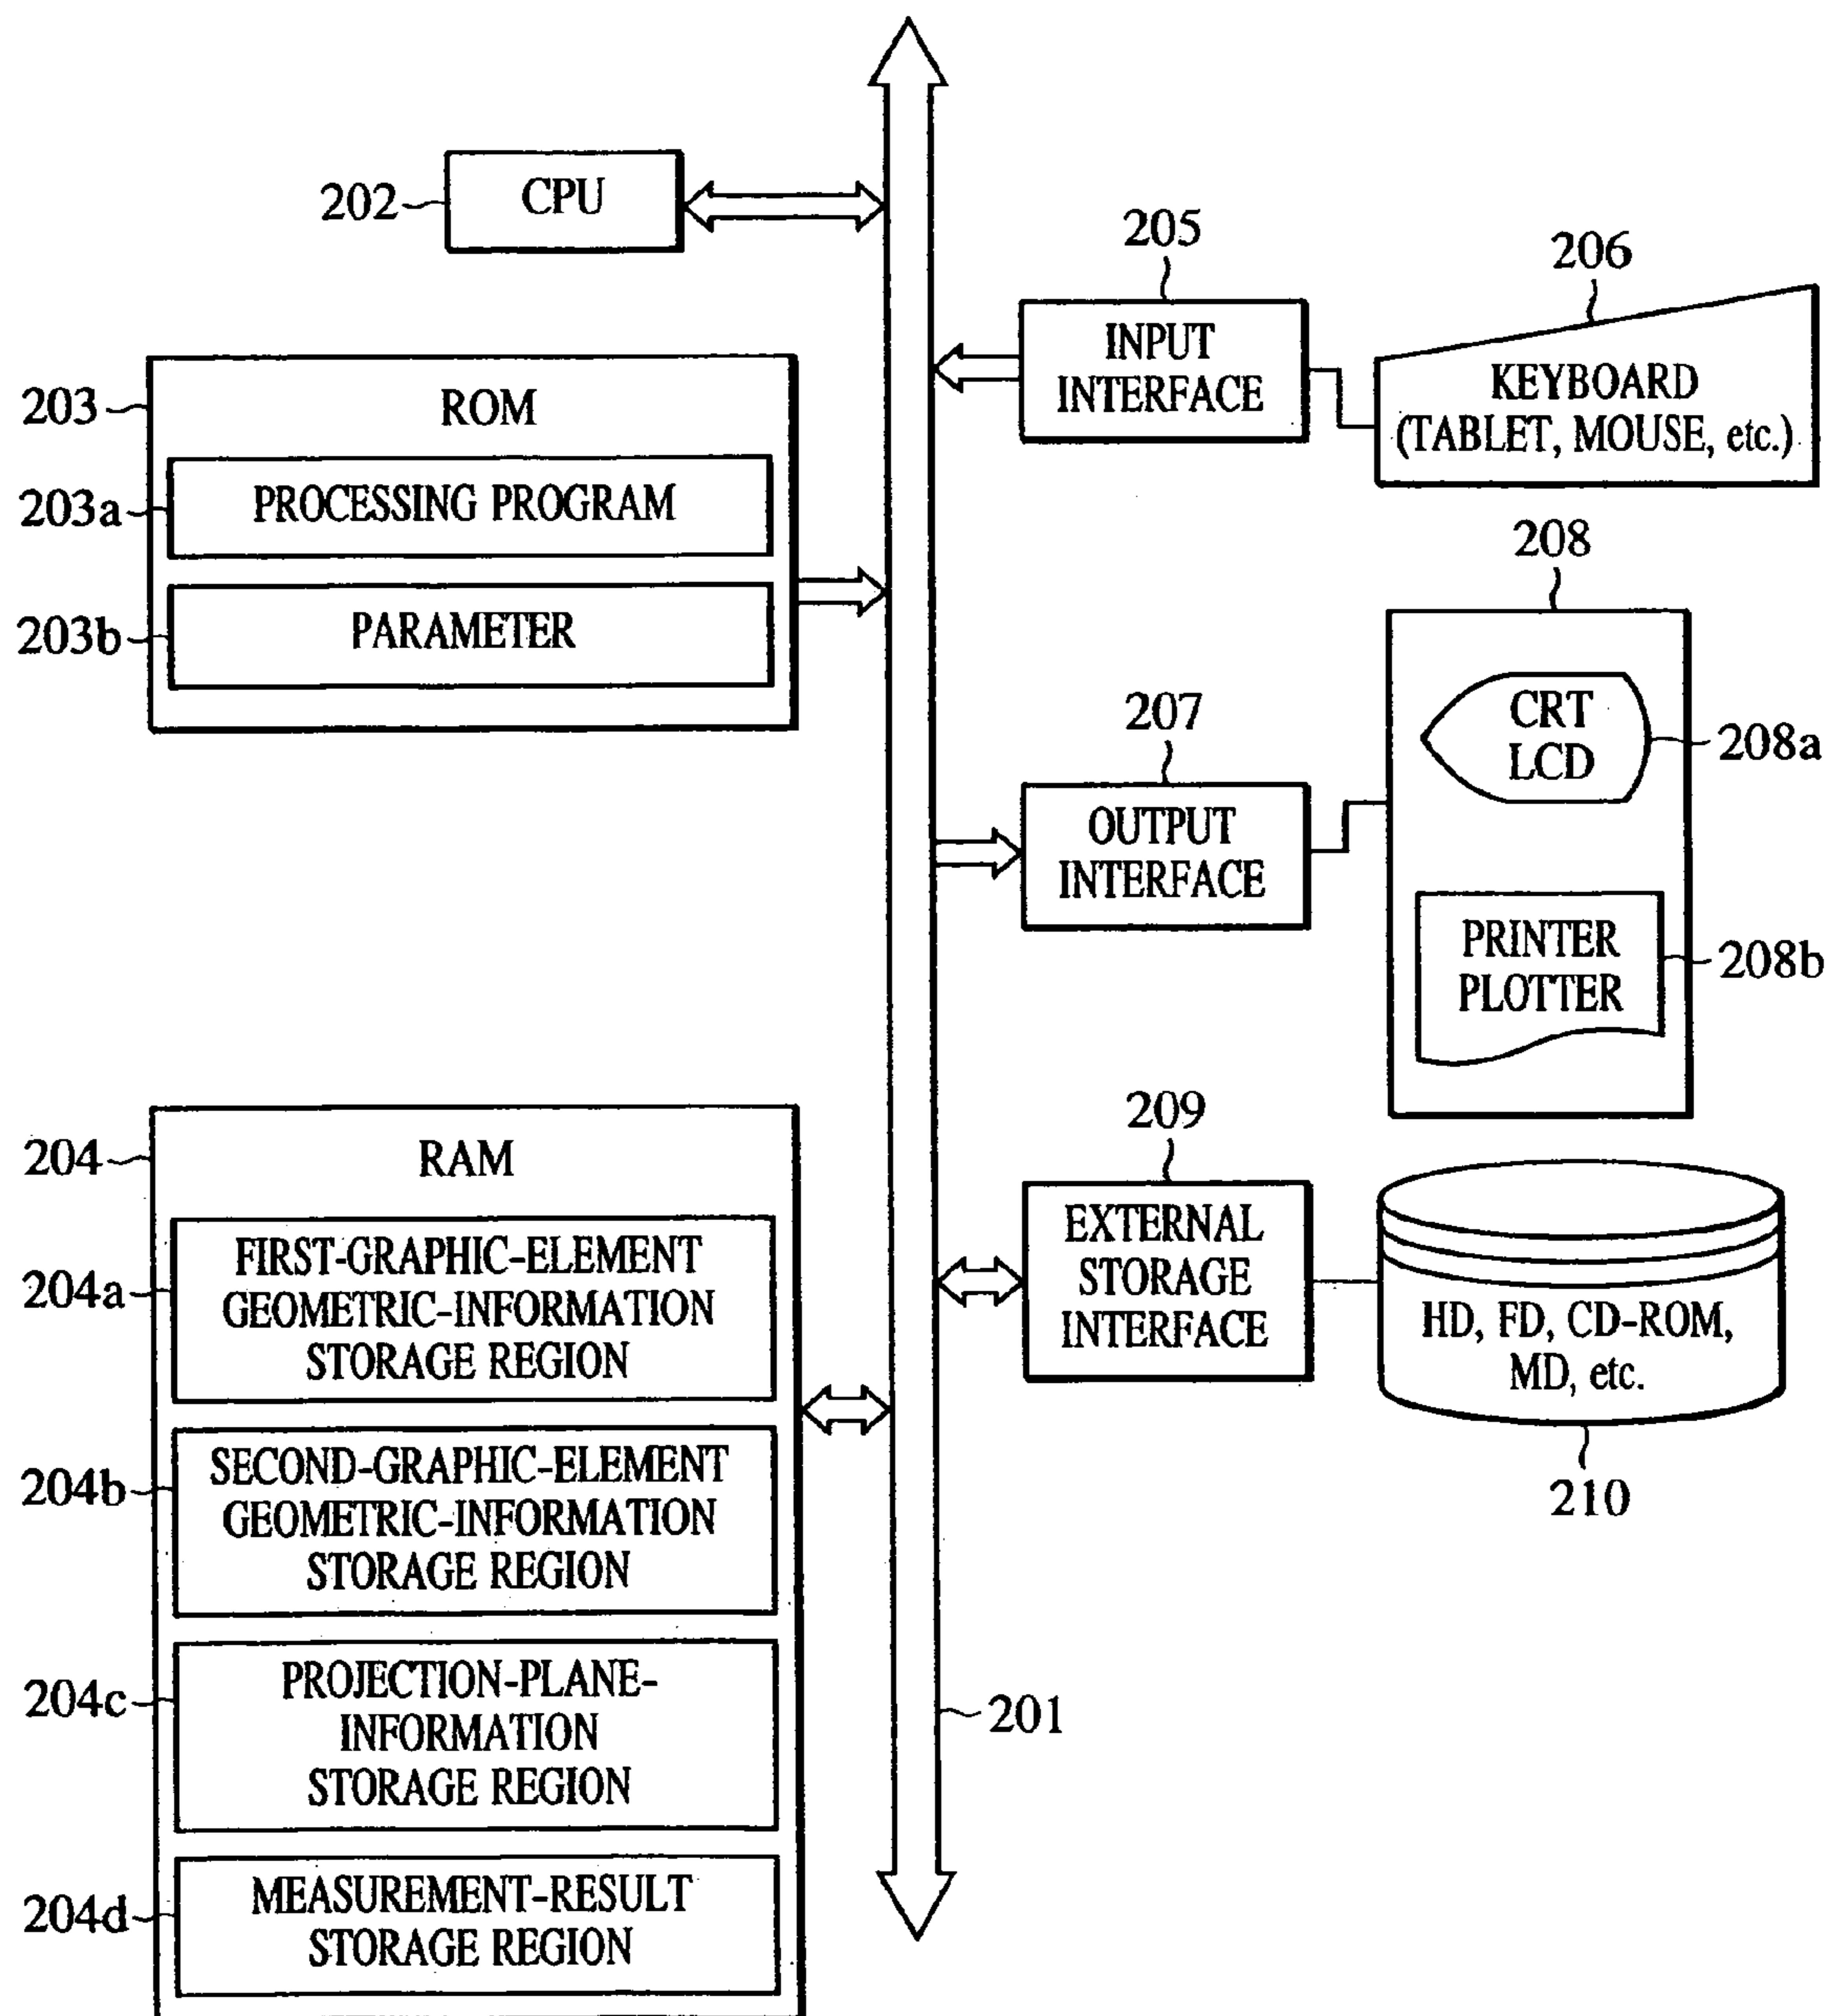 202
CPU
205
206
INPUT
INTERFACE
KEYBOARD
(TABLET, MOUSE, etc.)
203
ROM
203a
PROCESSING PROGRAM
203b
PARAMETER
208
CRT
LCD
208a
207
OUTPUT
INTERFACE
PRINTER
PLOTTER
208b
209
EXTERNAL
STORAGE
INTERFACE
HD, FD, CD-ROM,
MD, etc.
210
204
RAM
204a
FIRST-GRAPHIC-ELEMENT
GEOMETRIC-INFORMATION
STORAGE REGION
204b
SECOND-GRAPHIC-ELEMENT
GEOMETRIC-INFORMATION
STORAGE REGION
204c
PROJECTION-PLANE-
INFORMATION
STORAGE REGION
201
204d
MEASUREMENT-RESULT
STORAGE REGION